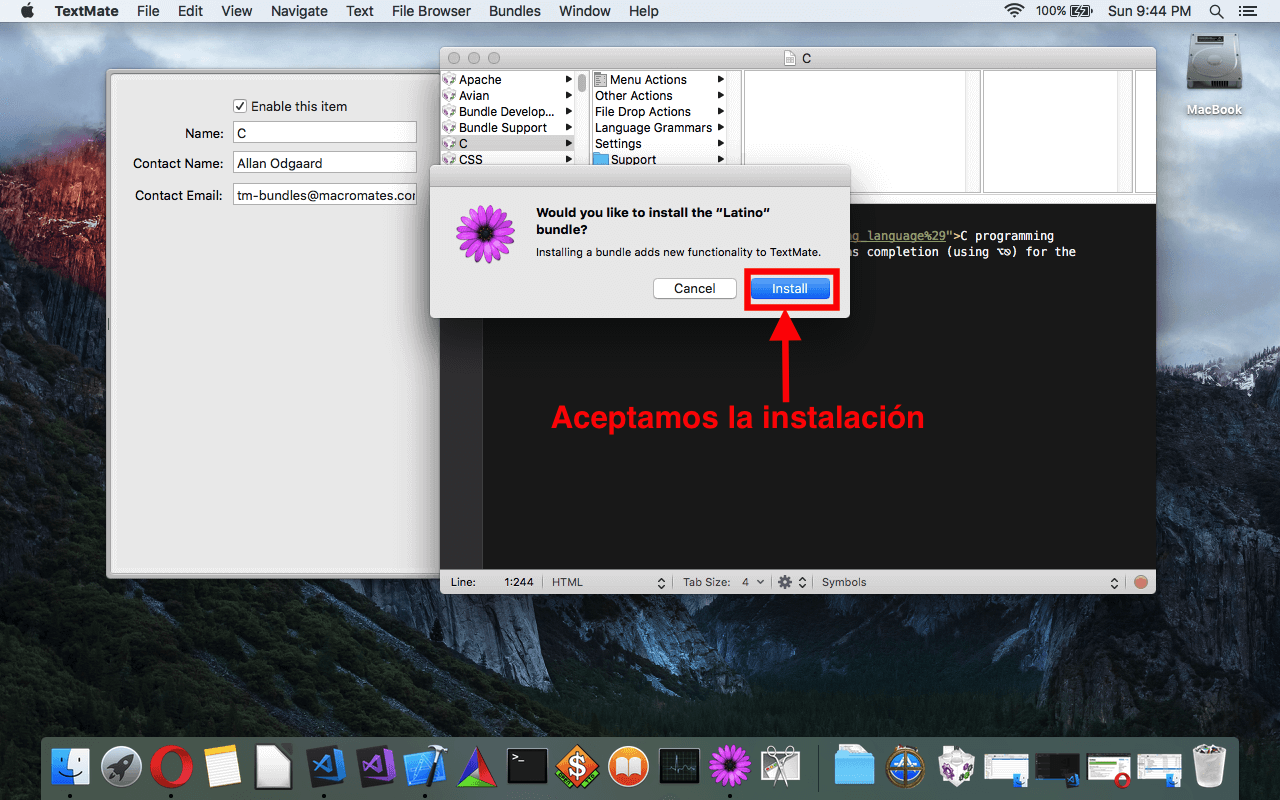 TextMate File Edit View Navigate Text File Browser Bundles Window Help 100% Sun 9:44 PM
C
MacBook
Enable this item
Name: C
Contact Name: Allan Odgaard
Contact Email: tm-bundles@macromates.com
Apache
Avian
Bundle Develop...
Bundle Support
C
CSS
Menu Actions
Other Actions
File Drop Actions
Language Grammars
Settings
Support
Would you like to install the “Latino”
bundle?
Installing a bundle adds new functionality to TextMate.
Cancel Install
g_language%29">C programming
s completion (using ⌥⎋) for the
Aceptamos la instalación
Line: 1:244 HTML Tab Size: 4 Symbols